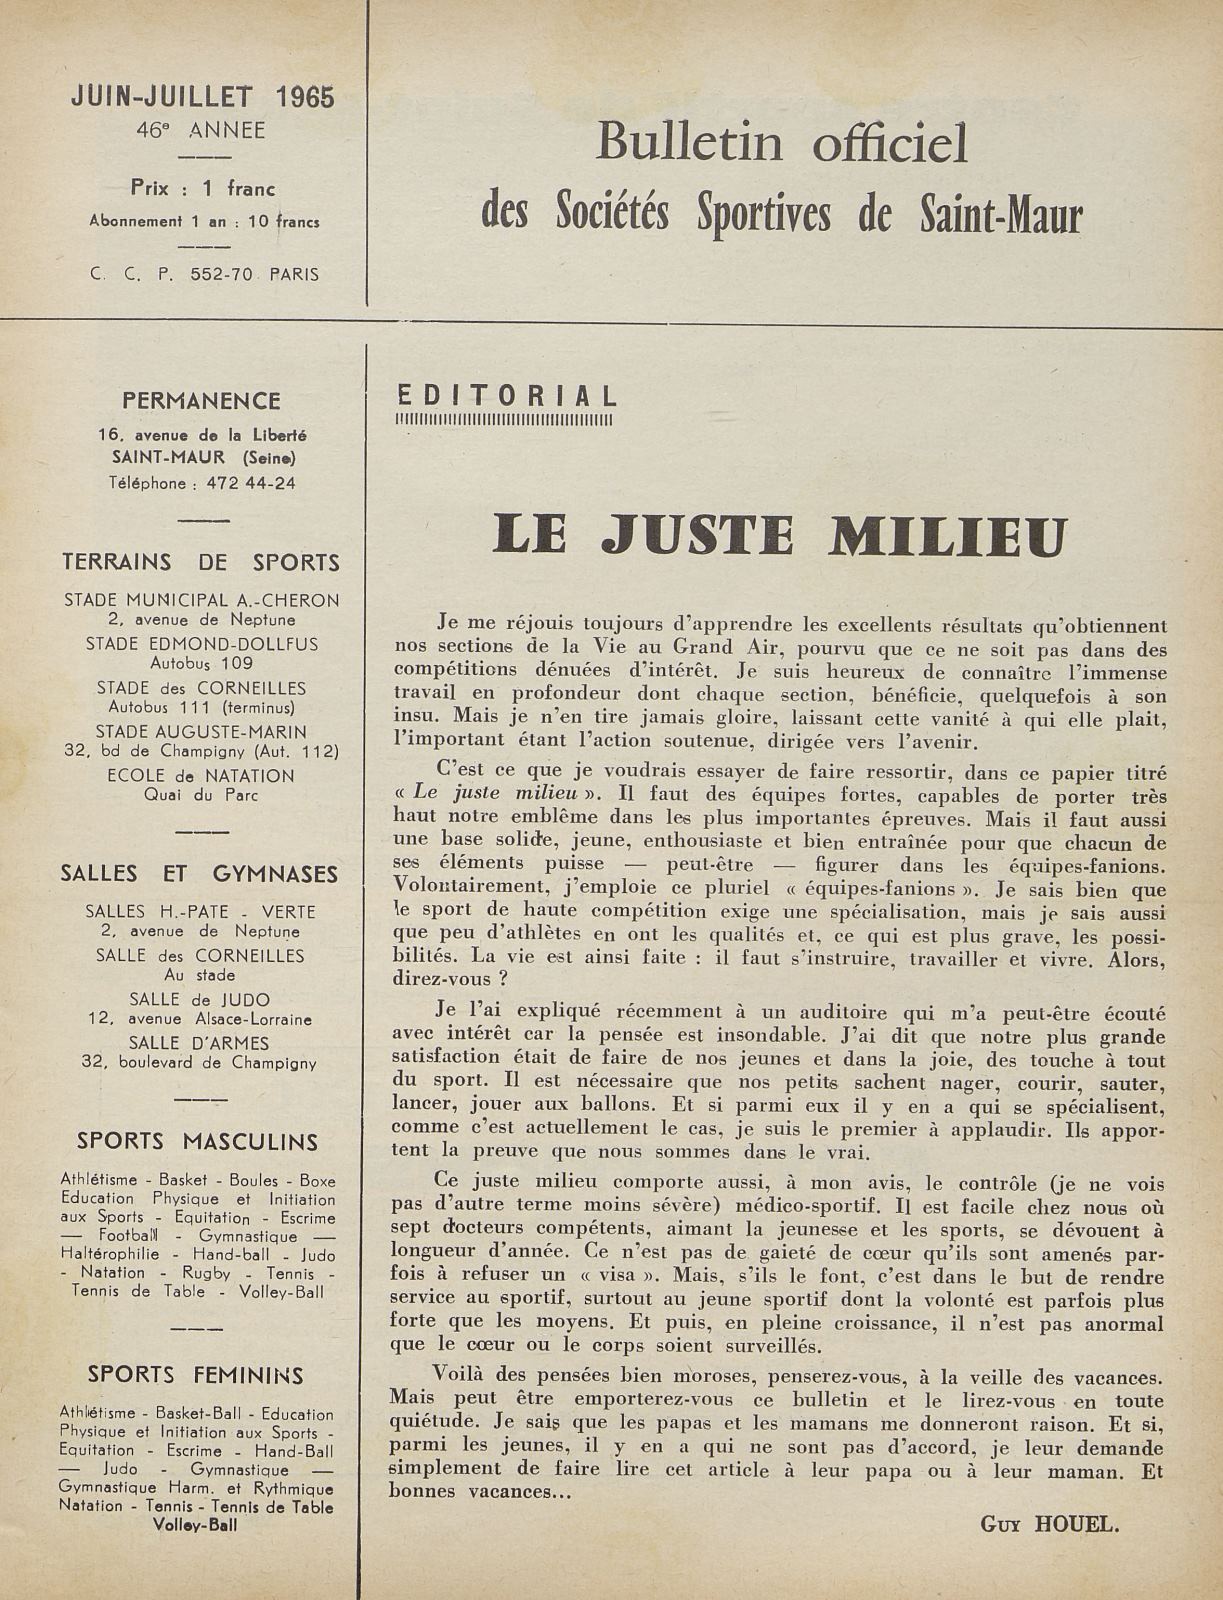 JUIN-JUILLET 1965
46e ANNEE
Prix : 1 franc
Abonnement 1 an : 10 francs
C. C. P. 552-70 PARIS
Bulletin officiel
des Sociétés Sportives de Saint-Maur
PERMANENCE
16, avenue de la Liberté
SAINT-MAUR (Seine)
Téléphone : 472 44-24
TERRAINS DE SPORTS
STADE MUNICIPAL A.-CHERON
2, avenue de Neptune
STADE EDMOND-DOLLFUS
Autobus 109
STADE des CORNEILLES
Autobus 111 (terminus)
STADE AUGUSTE-MARIN
32, bd de Champigny (Aut. 112)
ECOLE de NATATION
Quai du Parc
SALLES ET GYMNASES
SALLES H.-PATE - VERTE
2, avenue de Neptune
SALLE des CORNEILLES
Au stade
SALLE de JUDO
12, avenue Alsace-Lorraine
SALLE D'ARMES
32, boulevard de Champigny
SPORTS MASCULINS
Athlétisme - Basket - Boules - Boxe
Education Physique et Initiation
aux Sports - Equitation - Escrime
— Football - Gymnastique —
Haltérophilie - Hand-ball - Judo
- Natation - Rugby - Tennis -
Tennis de Table - Volley-Ball
SPORTS FEMININS
Athlétisme - Basket-Ball - Education
Physique et Initiation aux Sports -
Equitation - Escrime - Hand-Ball
— Judo - Gymnastique —
Gymnastique Harm. et Rythmique
Natation - Tennis - Tennis de Table
Volley-Ball
EDITORIAL
LE JUSTE MILIEU
Je me réjouis toujours d'apprendre les excellents résultats qu'obtiennent
nos sections de la Vie au Grand Air, pourvu que ce ne soit pas dans des
compétitions dénuées d'intérêt. Je suis heureux de connaître l'immense
travail en profondeur dont chaque section, bénéficie, quelquefois à son
insu. Mais je n'en tire jamais gloire, laissant cette vanité à qui elle plait,
l'important étant l'action soutenue, dirigée vers l'avenir.
C'est ce que je voudrais essayer de faire ressortir, dans ce papier titré
« Le juste milieu ». Il faut des équipes fortes, capables de porter très
haut notre emblême dans les plus importantes épreuves. Mais il faut aussi
une base solide, jeune, enthousiaste et bien entraînée pour que chacun de
ses éléments puisse — peut-être — figurer dans les équipes-fanions.
Volontairement, j'emploie ce pluriel « équipes-fanions ». Je sais bien que
le sport de haute compétition exige une spécialisation, mais je sais aussi
que peu d'athlètes en ont les qualités et, ce qui est plus grave, les possi-
bilités. La vie est ainsi faite : il faut s'instruire, travailler et vivre. Alors,
direz-vous ?
Je l'ai expliqué récemment à un auditoire qui m'a peut-être écouté
avec intérêt car la pensée est insondable. J'ai dit que notre plus grande
satisfaction était de faire de nos jeunes et dans la joie, des touche à tout
du sport. Il est nécessaire que nos petits sachent nager, courir, sauter,
lancer, jouer aux ballons. Et si parmi eux il y en a qui se spécialisent,
comme c'est actuellement le cas, je suis le premier à applaudir. Ils appor-
tent la preuve que nous sommes dans le vrai.
Ce juste milieu comporte aussi, à mon avis, le contrôle (je ne vois
pas d'autre terme moins sévère) médico-sportif. Il est facile chez nous où
sept docteurs compétents, aimant la jeunesse et les sports, se dévouent à
longueur d'année. Ce n'est pas de gaieté de cœur qu'ils sont amenés par-
fois à refuser un « visa ». Mais, s'ils le font, c'est dans le but de rendre
service au sportif, surtout au jeune sportif dont la volonté est parfois plus
forte que les moyens. Et puis, en pleine croissance, il n'est pas anormal
que le cœur ou le corps soient surveillés.
Voilà des pensées bien moroses, penserez-vous, à la veille des vacances.
Mais peut être emporterez-vous ce bulletin et le lirez-vous en toute
quiétude. Je sais que les papas et les mamans me donneront raison. Et si,
parmi les jeunes, il y en a qui ne sont pas d'accord, je leur demande
simplement de faire lire cet article à leur papa ou à leur maman. Et
bonnes vacances...
Guy HOUEL.